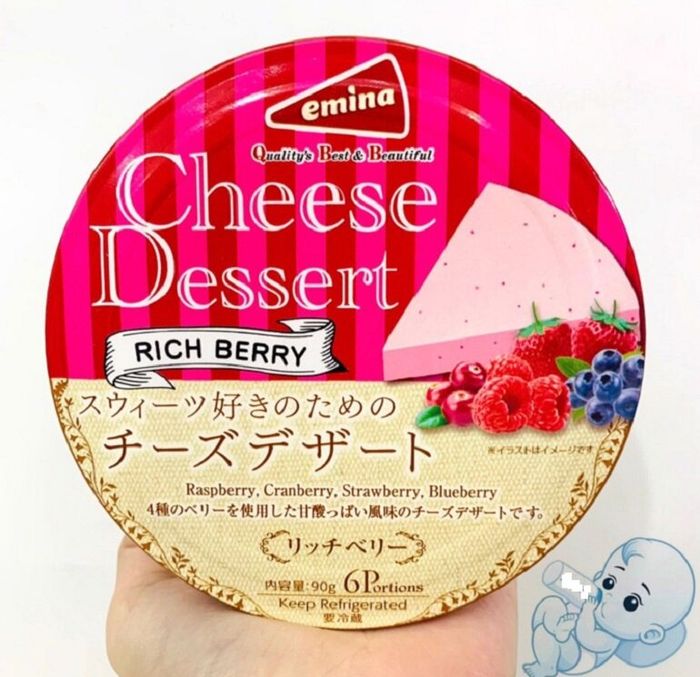 emina
Quality's Best & Beautiful
Cheese
Dessert
RICH BERRY
スウィーツ好きのための
チーズデザート
※イラストはイメージです
Raspberry, Cranberry, Strawberry, Blueberry
4種のベリーを使用した甘酸っぱい風味のチーズデザートです。
リッチベリー
内容量:90g 6Portions
Keep Refrigerated
要冷蔵